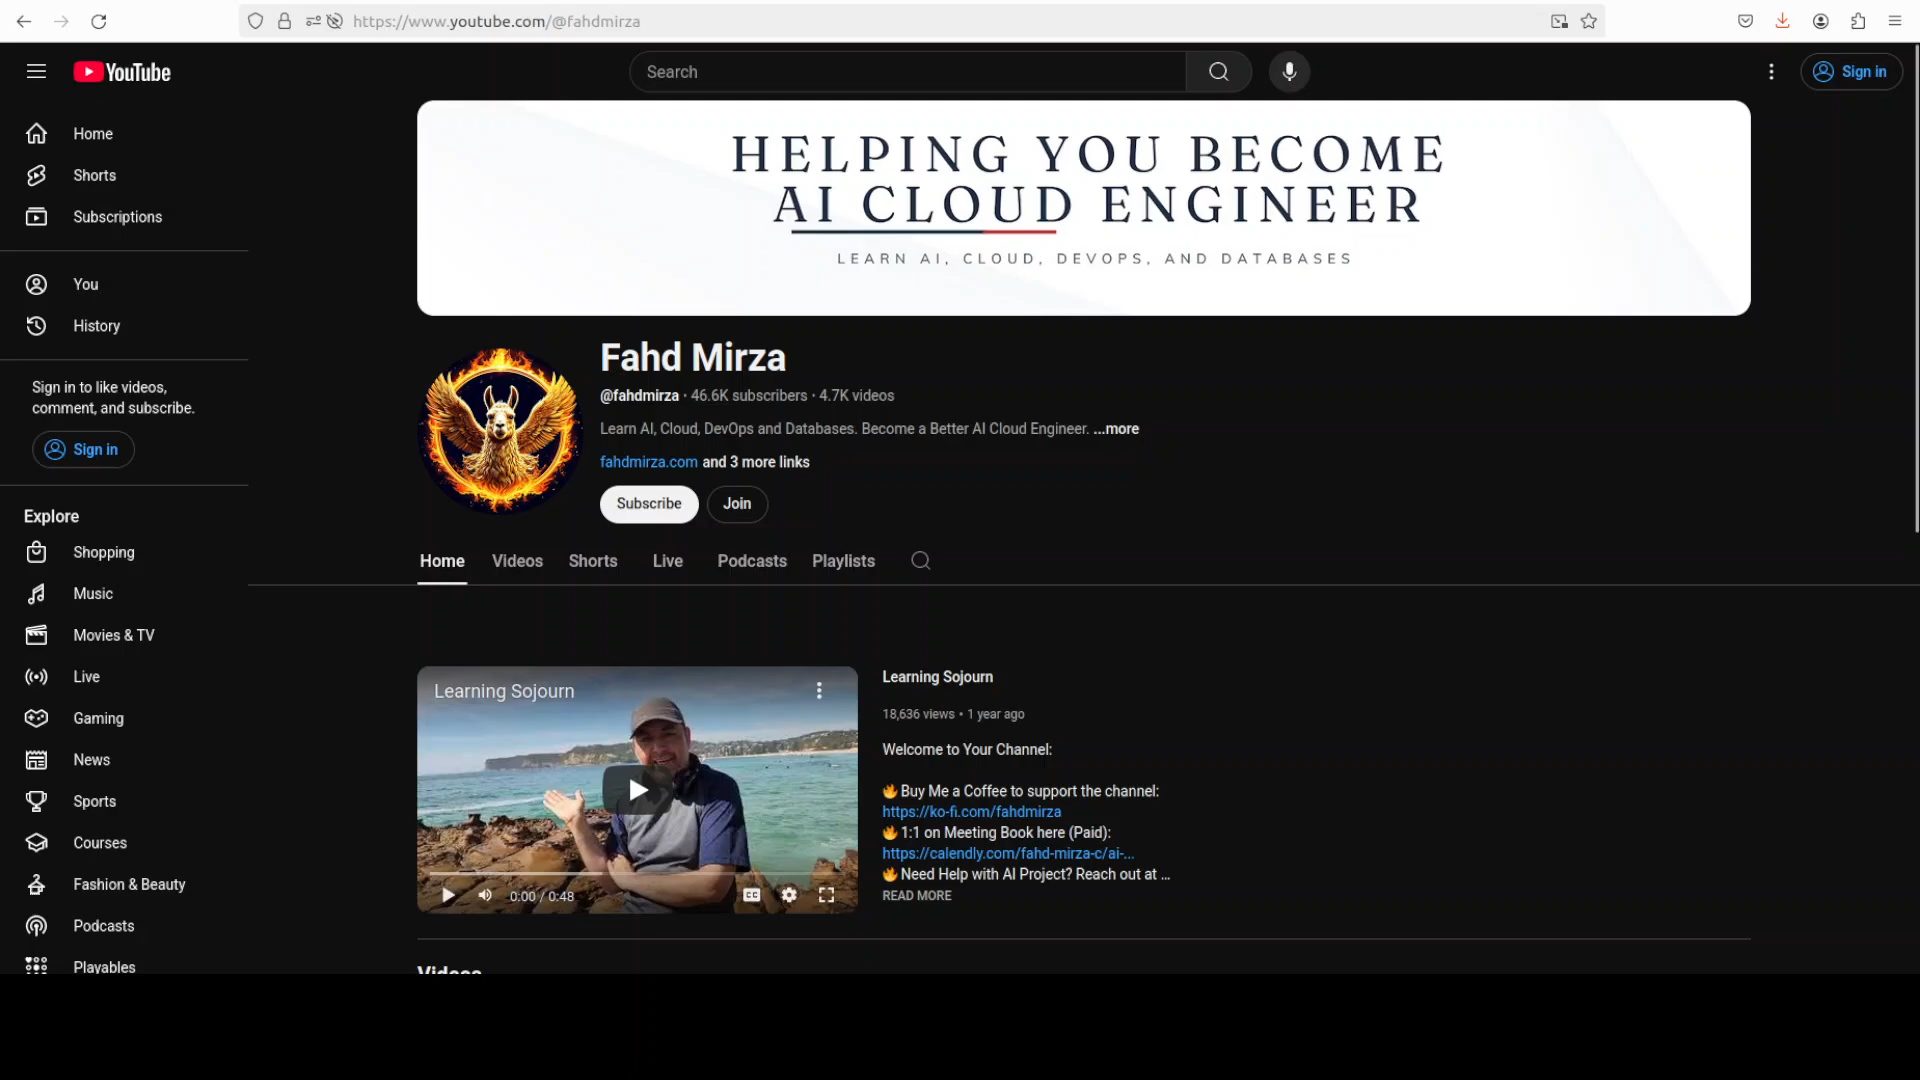 https://www.youtube.com/@fahdmirza
YouTube
Search
Sign in
Home
Shorts
Subscriptions
You
History
Sign in to like videos,
comment, and subscribe.
Sign in
Explore
Shopping
Music
Movies & TV
Live
Gaming
News
Sports
Courses
Fashion & Beauty
Podcasts
Playables
HELPING YOU BECOME
AI CLOUD ENGINEER
LEARN AI, CLOUD, DEVOPS, AND DATABASES
Fahd Mirza
@fahdmirza · 46.6K subscribers · 4.7K videos
Learn AI, Cloud, DevOps and Databases. Become a Better AI Cloud Engineer. ...more
fahdmirza.com and 3 more links
Subscribe Join
Home Videos Shorts Live Podcasts Playlists
Learning Sojourn
0:00 / 0:48
CC
Learning Sojourn
18,636 views • 1 year ago
Welcome to Your Channel:
🔥 Buy Me a Coffee to support the channel:
https://ko-fi.com/fahdmirza
🔥 1:1 on Meeting Book here (Paid):
https://calendly.com/fahd-mirza-c/ai-...
🔥 Need Help with AI Project? Reach out at ...
READ MORE
Videos